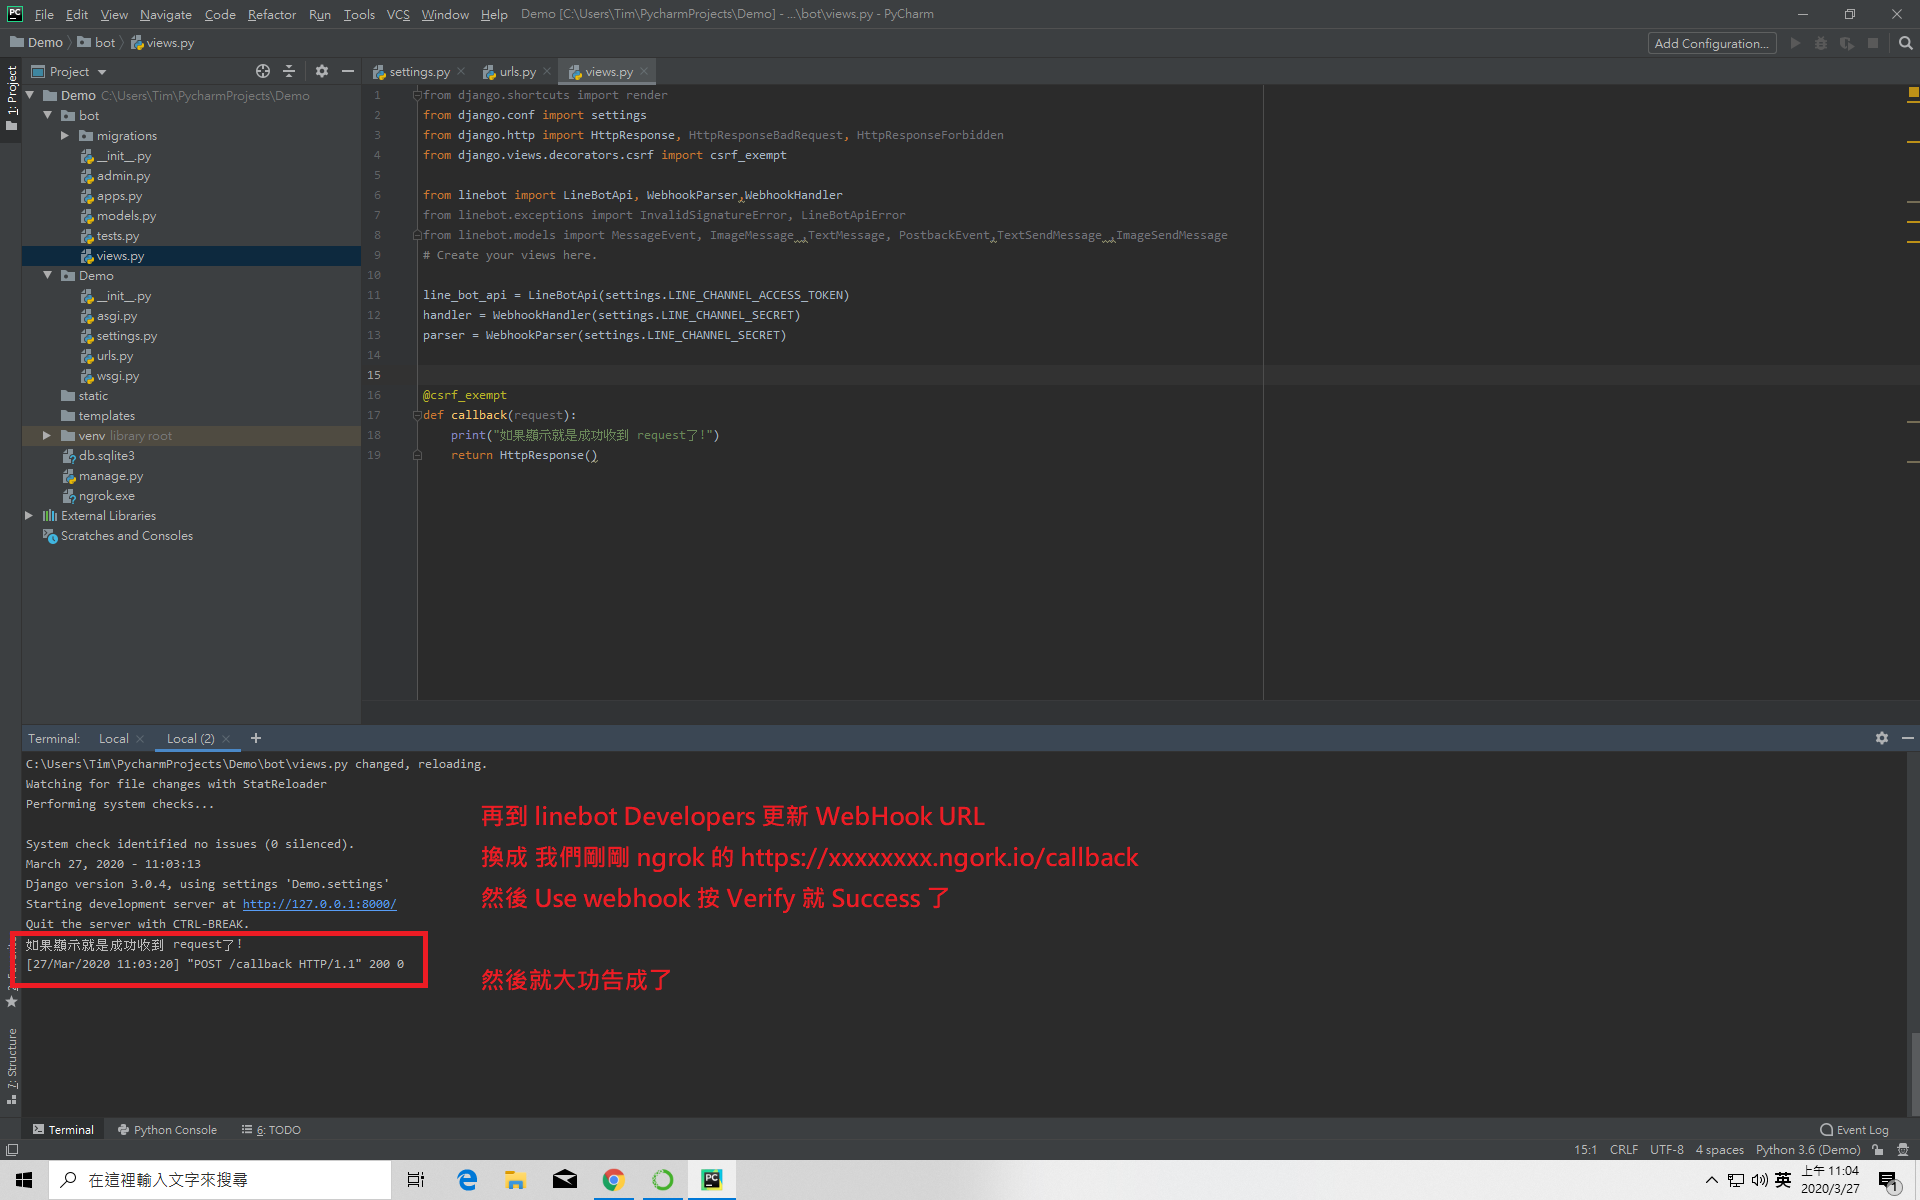 File Edit View Navigate Code Refactor Run Tools VCS Window Help Demo [C:\Users\Tim\PycharmProjects\Demo] - ...\bot\views.py - PyCharm
Demo bot views.py Add Configuration...
Project settings.py urls.py views.py
1: Project
Demo C:\Users\Tim\PycharmProjects\Demo
bot
migrations
__init__.py
admin.py
apps.py
models.py
tests.py
views.py
Demo
__init__.py
asgi.py
settings.py
urls.py
wsgi.py
static
templates
venv library root
db.sqlite3
manage.py
ngrok.exe
External Libraries
Scratches and Consoles
1 from django.shortcuts import render
2 from django.conf import settings
3 from django.http import HttpResponse, HttpResponseBadRequest, HttpResponseForbidden
4 from django.views.decorators.csrf import csrf_exempt
5
6 from linebot import LineBotApi, WebhookParser,WebhookHandler
7 from linebot.exceptions import InvalidSignatureError, LineBotApiError
8 from linebot.models import MessageEvent, ImageMessage ,TextMessage, PostbackEvent,TextSendMessage ,ImageSendMessage
9 # Create your views here.
10
11 line_bot_api = LineBotApi(settings.LINE_CHANNEL_ACCESS_TOKEN)
12 handler = WebhookHandler(settings.LINE_CHANNEL_SECRET)
13 parser = WebhookParser(settings.LINE_CHANNEL_SECRET)
14
15
16 @csrf_exempt
17 def callback(request):
18 print("如果顯示就是成功收到 request了!")
19 return HttpResponse()
Terminal: Local Local (2) +
C:\Users\Tim\PycharmProjects\Demo\bot\views.py changed, reloading.
Watching for file changes with StatReloader
Performing system checks...
System check identified no issues (0 silenced).
March 27, 2020 - 11:03:13
Django version 3.0.4, using settings 'Demo.settings'
Starting development server at http://127.0.0.1:8000/
Quit the server with CTRL-BREAK.
如果顯示就是成功收到 request了!
[27/Mar/2020 11:03:20] "POST /callback HTTP/1.1" 200 0
再到 linebot Developers 更新 WebHook URL
換成 我們剛剛 ngrok 的 https://xxxxxxxx.ngork.io/callback
然後 Use webhook 按 Verify 就 Success 了
然後就大功告成了
7: Structure
Terminal Python Console 6: TODO Event Log
15:1 CRLF UTF-8 4 spaces Python 3.6 (Demo)
在這裡輸入文字來搜尋 英 上午 11:04
2020/3/27 1